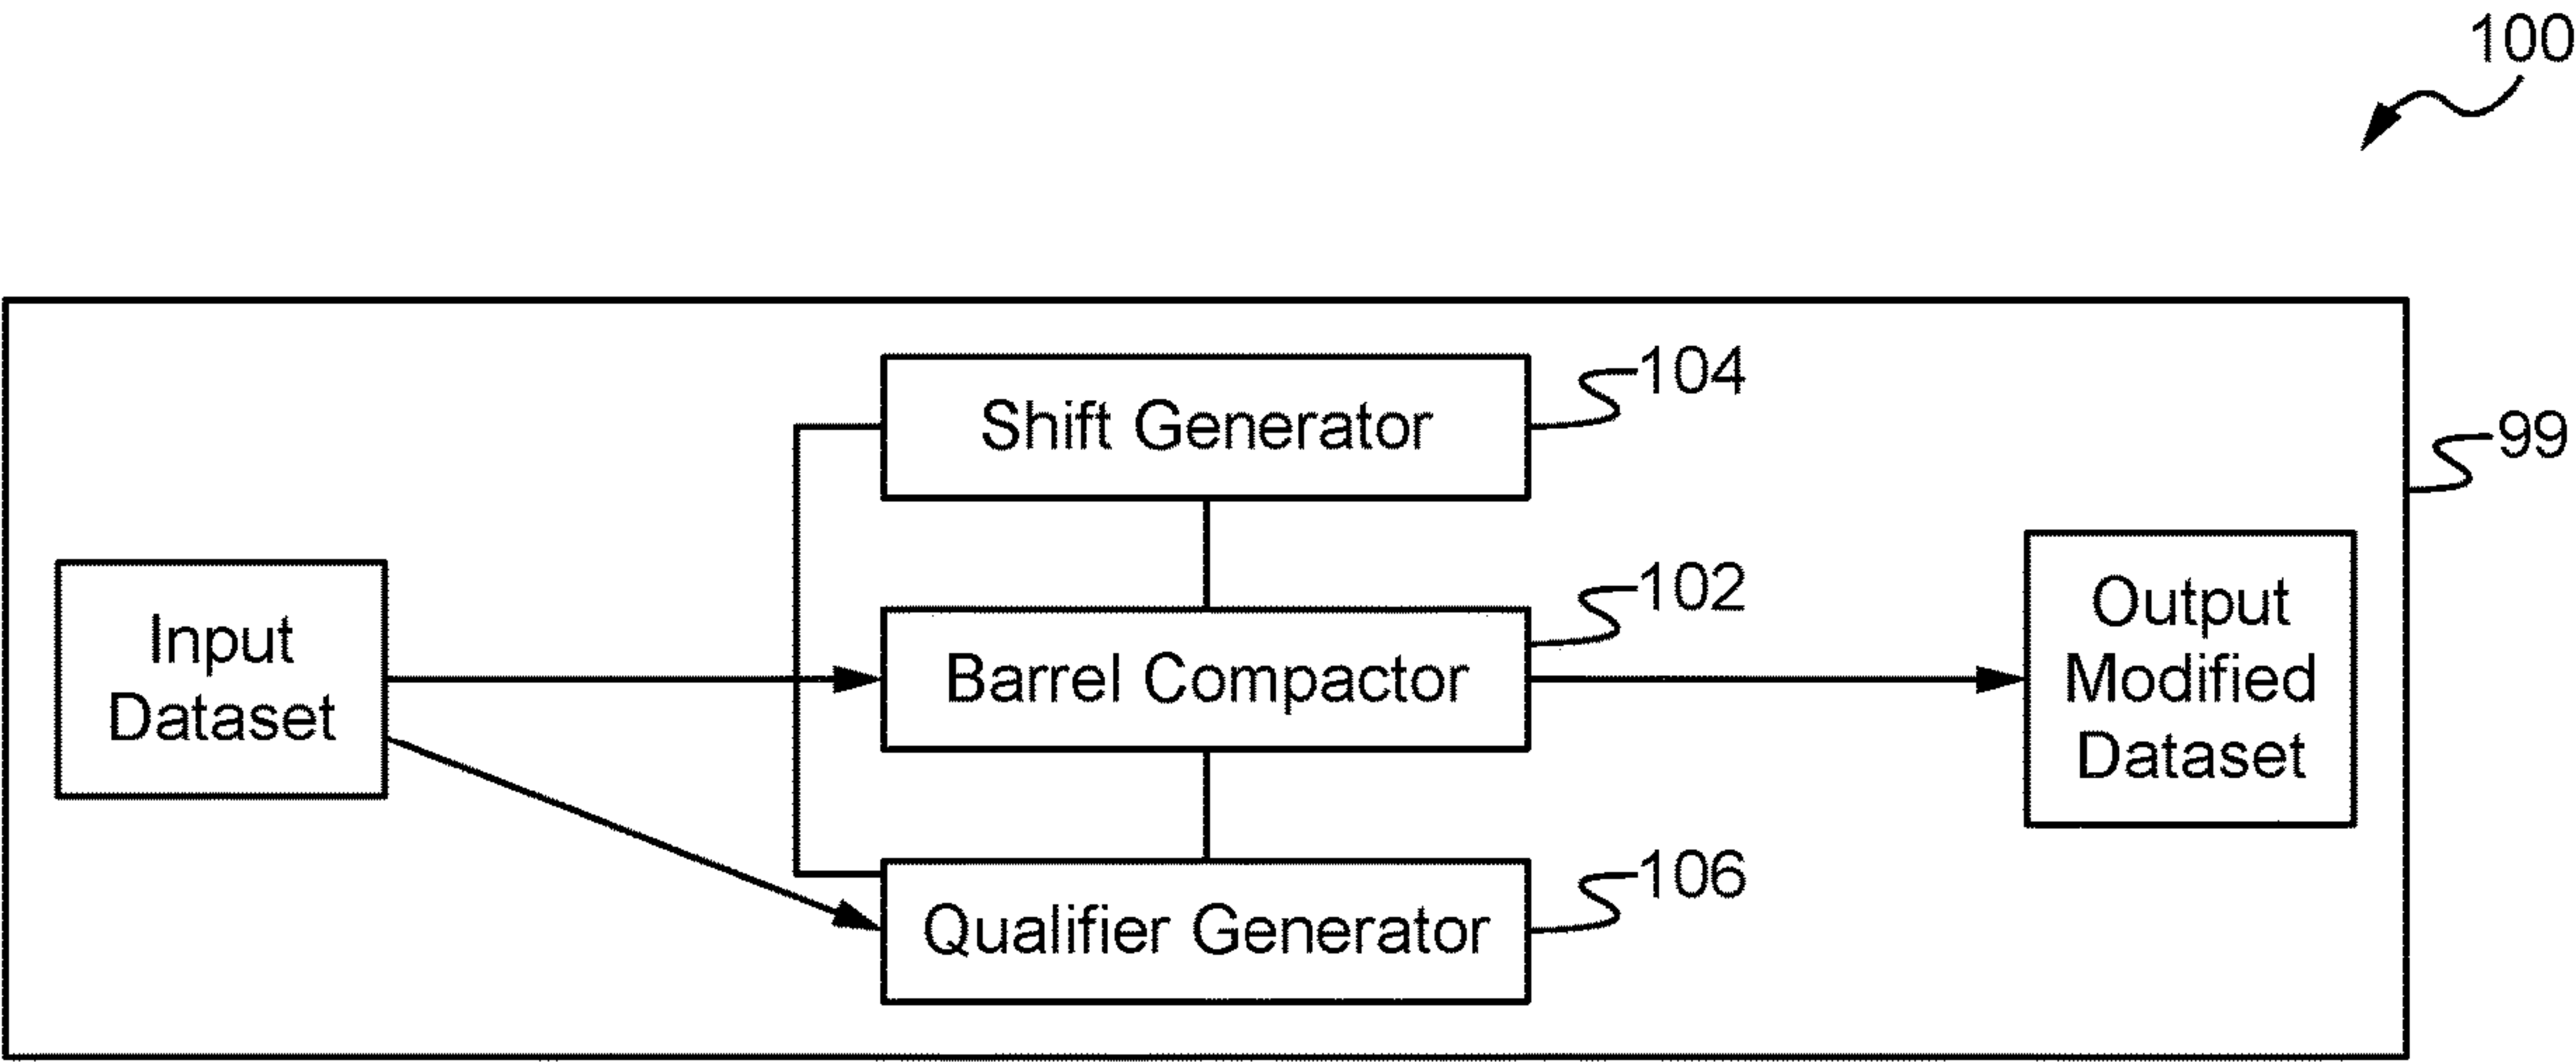 100
104
Shift Generator
99
102
Input
Dataset
Barrel Compactor
Output
Modified
Dataset
106
Qualifier Generator